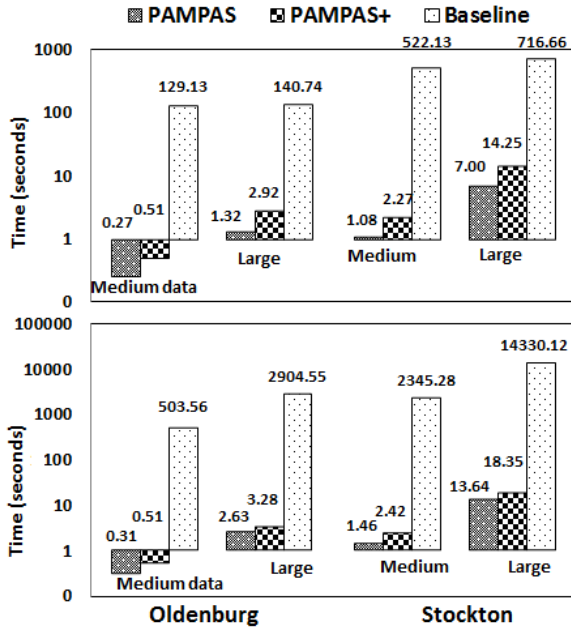 PAMPAS PAMPAS+ Baseline
Time (seconds)
1000
100
10
1
0
0.27 0.51 129.13
1.32 2.92 140.74
1.08 2.27 522.13
7.00 14.25 716.66
Medium data Large Medium Large
Time (seconds)
100000
10000
1000
100
10
1
0
0.31 0.51 503.56
2.63 3.28 2904.55
1.46 2.42 2345.28
13.64 18.35 14330.12
Medium data Large Medium Large
Oldenburg Stockton